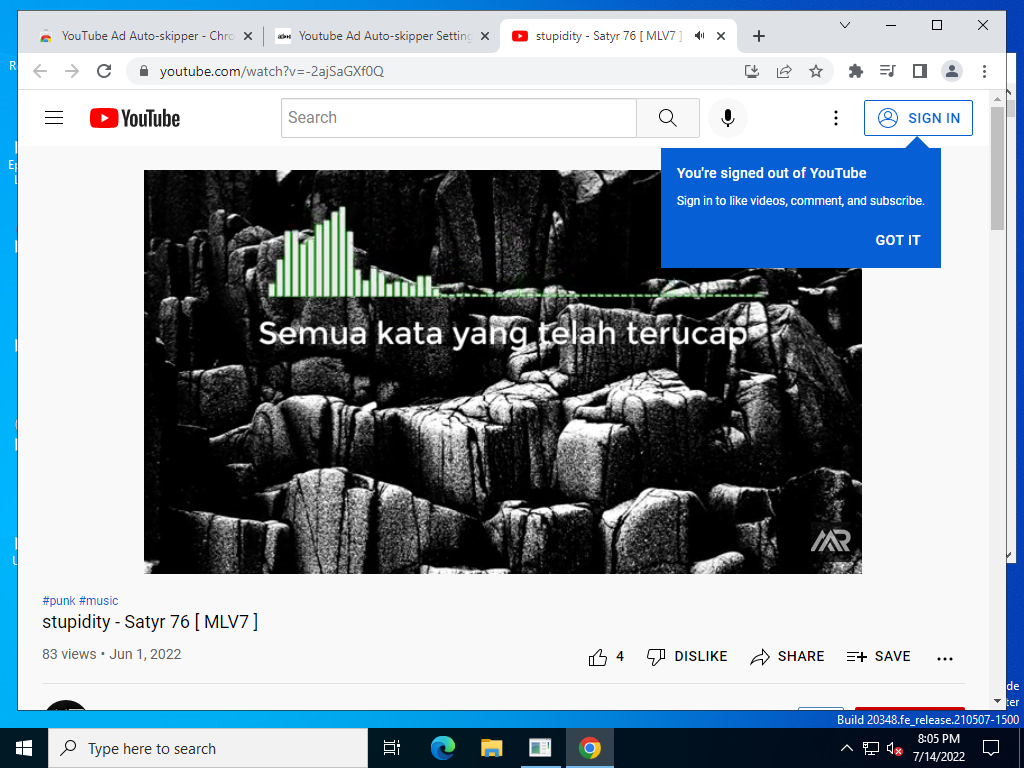 YouTube Ad Auto-skipper - Chro
Youtube Ad Auto-skipper Setting
stupidity - Satyr 76 [ MLV7 ]
youtube.com/watch?v=-2ajSaGXf0Q
YouTube
Search
SIGN IN
You're signed out of YouTube
Sign in to like videos, comment, and subscribe.
GOT IT
Semua kata yang telah terucap
#punk #music
stupidity - Satyr 76 [ MLV7 ]
83 views • Jun 1, 2022
4
DISLIKE
SHARE
SAVE
Build 20348.fe_release.210507-1500
Type here to search
8:05 PM
7/14/2022